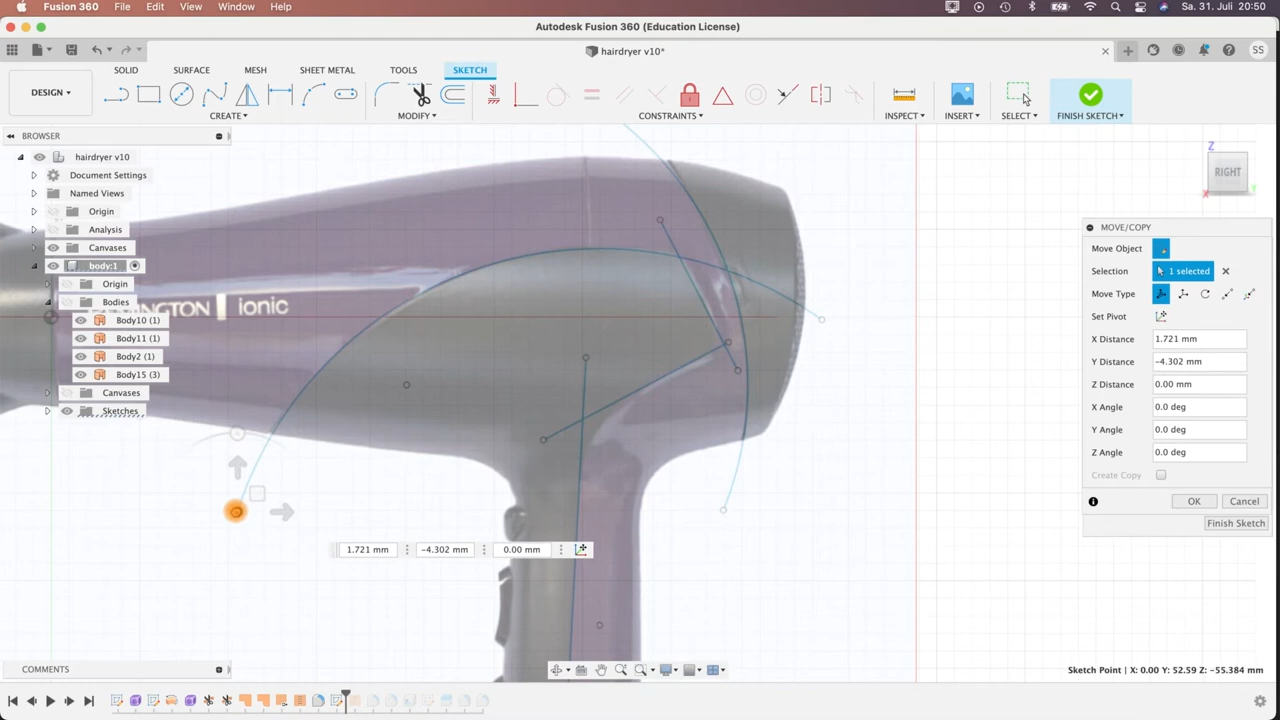 Fusion 360 File Edit View Window Help Sa. 31. Juli 20:50
Autodesk Fusion 360 (Education License)
hairdryer v10*
SS
SOLID SURFACE MESH SHEET METAL TOOLS SKETCH
DESIGN
CREATE MODIFY CONSTRAINTS INSPECT INSERT SELECT FINISH SKETCH
BROWSER
hairdryer v10
Document Settings
Named Views
Origin
Analysis
Canvases
body:1
Origin
Bodies
Body10 (1)
Body11 (1)
Body2 (1)
Body15 (3)
Canvases
Sketches
NGTON ionic
Z
RIGHT
X
Y
MOVE/COPY
Move Object
Selection 1 selected
Move Type
Set Pivot
X Distance 1.721 mm
Y Distance -4.302 mm
Z Distance 0.00 mm
X Angle 0.0 deg
Y Angle 0.0 deg
Z Angle 0.0 deg
Create Copy
OK Cancel
Finish Sketch
1.721 mm -4.302 mm 0.00 mm
COMMENTS
Sketch Point | X: 0.00 Y: 52.59 Z: -55.384 mm